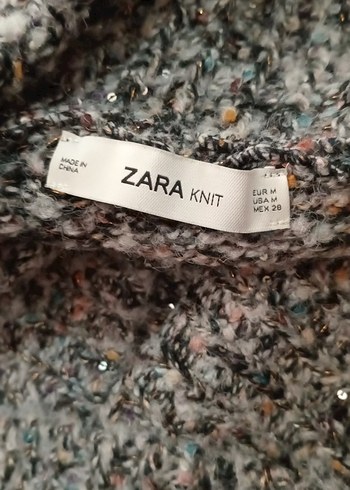 MADE IN
CHINA
ZARA KNIT
EUR M
USA M
MEX 28